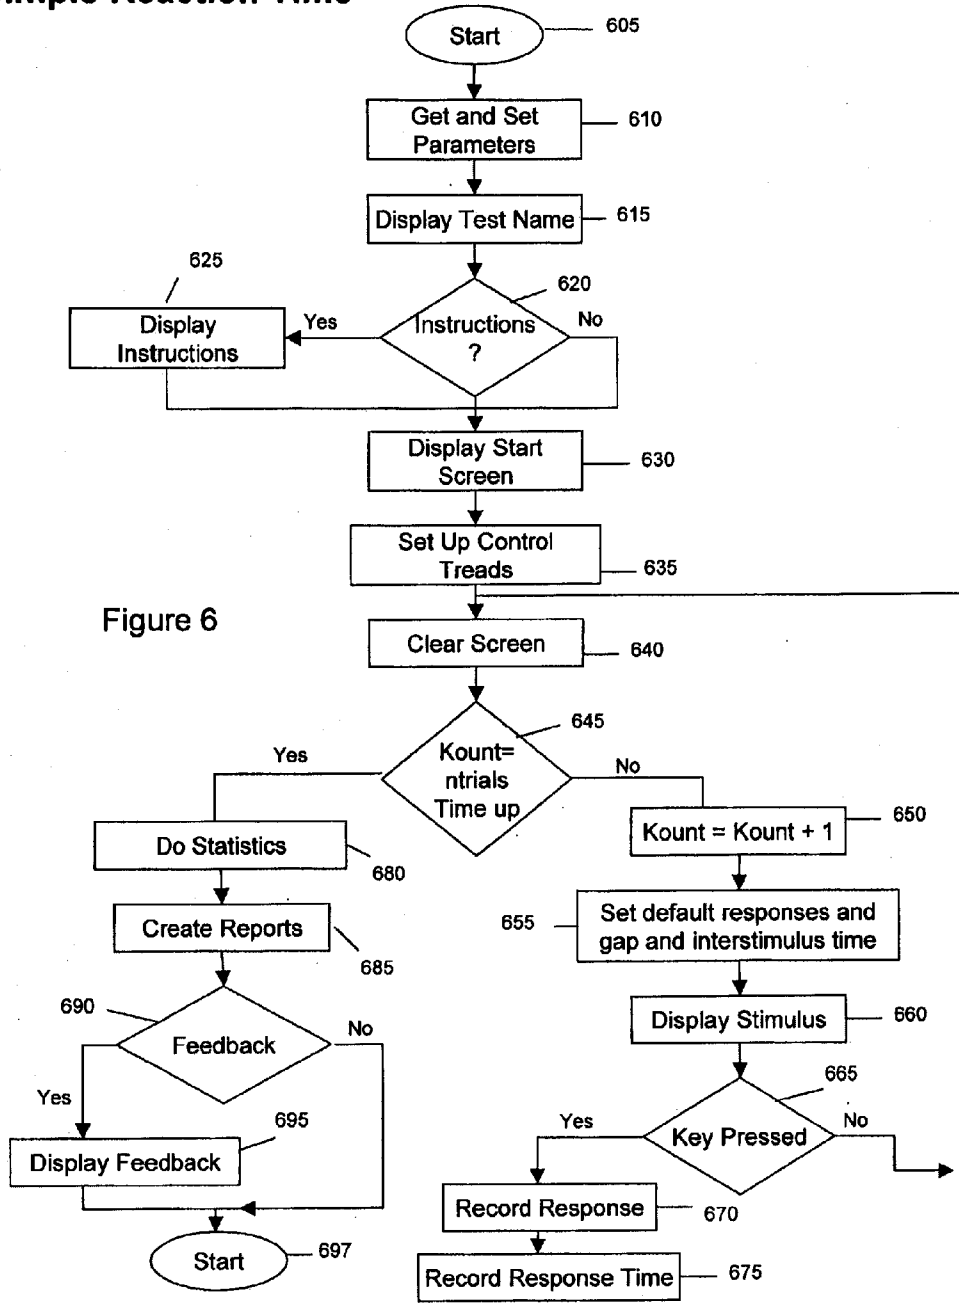 Simple Reaction Time
Start
605
Get and Set
Parameters
610
Display Test Name
615
625
620
Display
Instructions
Yes
Instructions
?
No
Display Start
Screen
630
Set Up Control
Treads
635
Figure 6
Clear Screen
640
645
Yes
Kount=
ntrials
Time up
No
650
Kount = Kount + 1
Do Statistics
680
655
Set default responses and
gap and interstimulus time
Create Reports
685
690
660
Display Stimulus
Feedback
No
665
Yes
695
Yes
Key Pressed
No
Display Feedback
Record Response
670
Start
697
Record Response Time
675